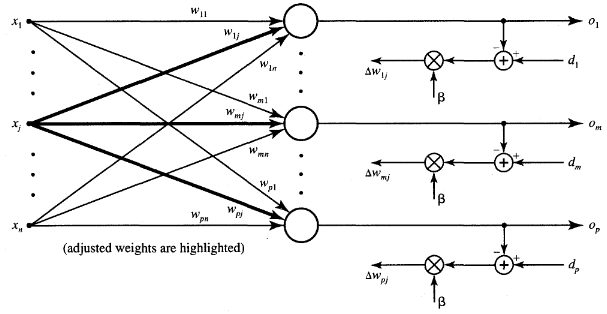 x₁ w₁₁ o₁
w₁ⱼ − +
w₁ₙ Δw₁ⱼ d₁
β
wₘ₁
xⱼ wₘⱼ oₘ
wₘₙ − +
Δwₘⱼ dₘ
wₚ₁ β
xₙ wₚₙ wₚⱼ oₚ
(adjusted weights are highlighted) − +
Δwₚⱼ dₚ
β